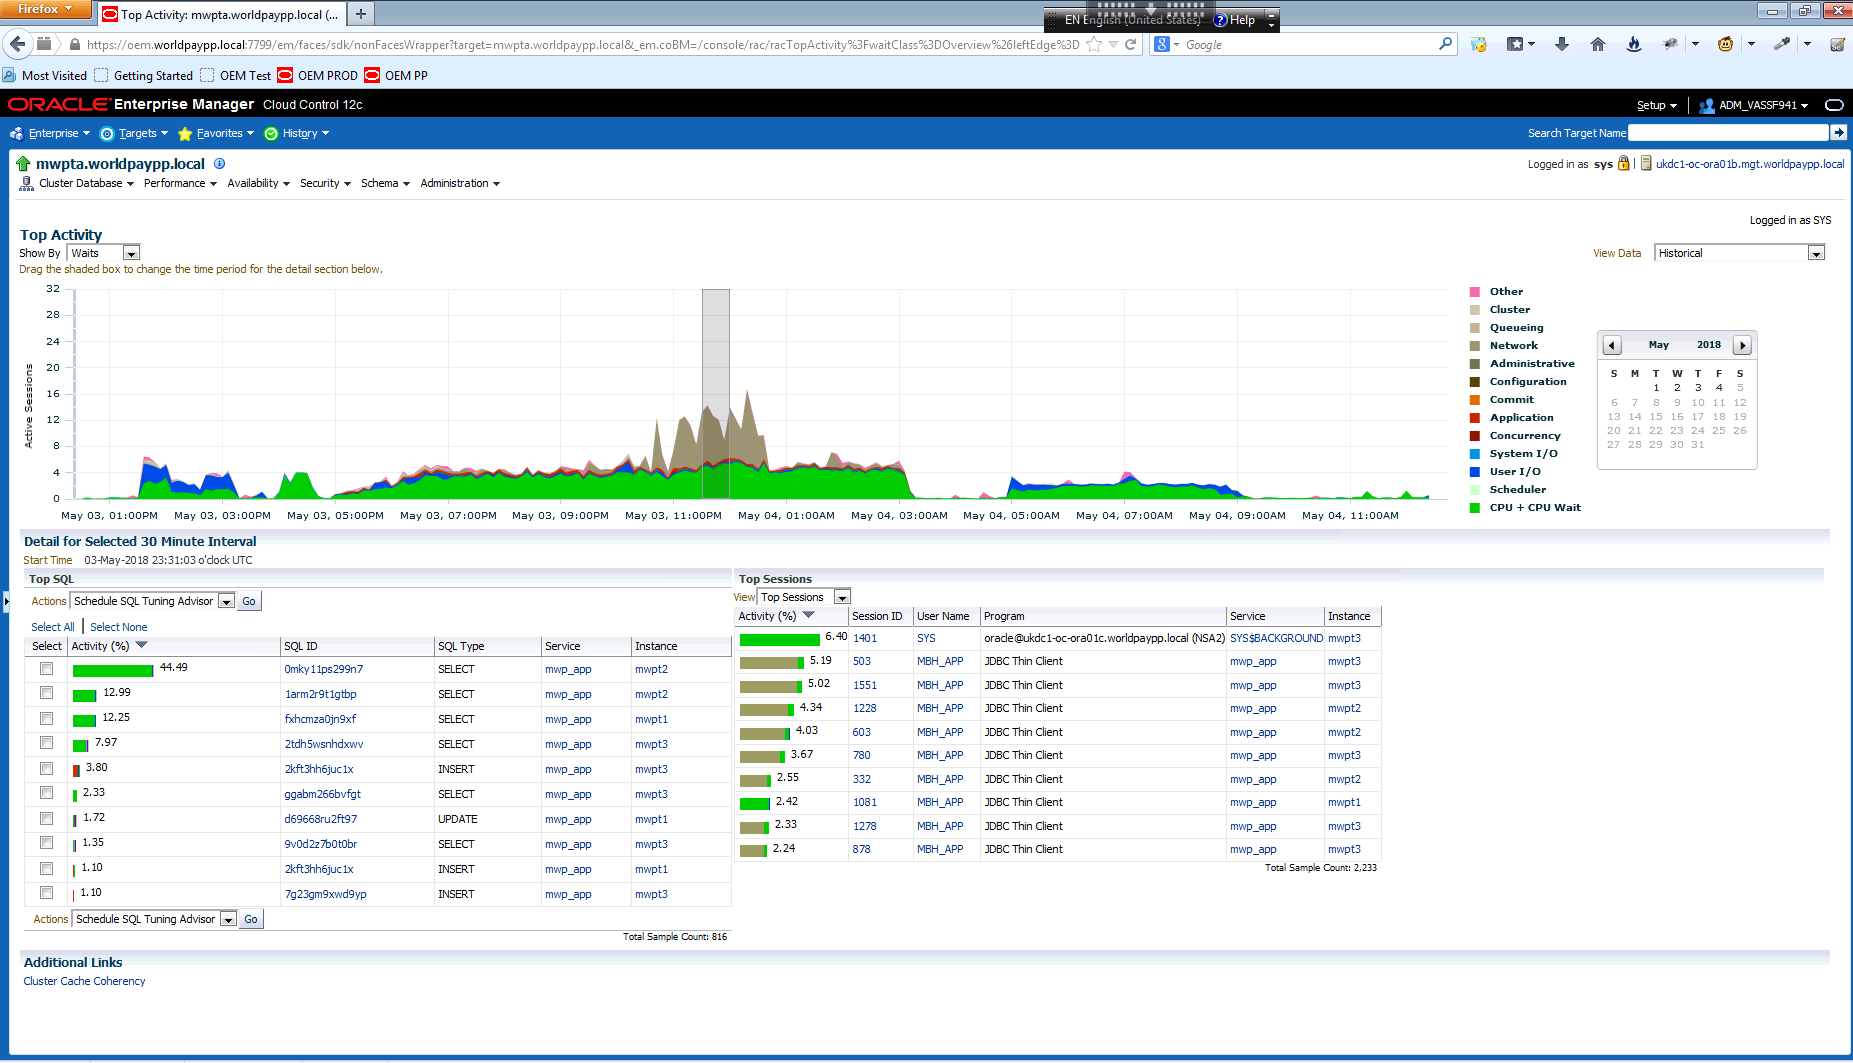 Firefox
Top Activity: mwpta.worldpaypp.local (...
EN English (United States) Help
https://oem.worldpaypp.local:7799/em/faces/sdk/nonFacesWrapper?target=mwpta.worldpaypp.local&_em.coBM=/console/rac/racTopActivity%3FwaitClass%3DOverview%26leftEdge%3D
Google
Most Visited Getting Started OEM Test OEM PROD OEM PP
ORACLE Enterprise Manager Cloud Control 12c
Setup ADM_VASSF941
Enterprise Targets Favorites History
Search Target Name
mwpta.worldpaypp.local
Logged in as sys ukdc1-oc-ora01b.mgt.worldpaypp.local
Cluster Database Performance Availability Security Schema Administration
Logged in as SYS
Top Activity
Show By Waits
View Data Historical
Drag the shaded box to change the time period for the detail section below.
Active Sessions
32
28
24
20
16
12
8
4
0
May 03, 01:00PM May 03, 03:00PM May 03, 05:00PM May 03, 07:00PM May 03, 09:00PM May 03, 11:00PM May 04, 01:00AM May 04, 03:00AM May 04, 05:00AM May 04, 07:00AM May 04, 09:00AM May 04, 11:00AM
Other
Cluster
Queueing
Network
Administrative
Configuration
Commit
Application
Concurrency
System I/O
User I/O
Scheduler
CPU + CPU Wait
May 2018
S M T W T F S
1 2 3 4 5
6 7 8 9 10 11 12
13 14 15 16 17 18 19
20 21 22 23 24 25 26
27 28 29 30 31
Detail for Selected 30 Minute Interval
Start Time 03-May-2018 23:31:03 o'clock UTC
Top SQL
Actions Schedule SQL Tuning Advisor Go
Select All Select None
Select Activity (%) SQL ID SQL Type Service Instance
44.49 0mky11ps299n7 SELECT mwp_app mwpt2
12.99 1arm2r9t1gtbp SELECT mwp_app mwpt2
12.25 fxhcmza0jn9xf SELECT mwp_app mwpt1
7.97 2tdh5wsnhdxwv SELECT mwp_app mwpt3
3.80 2kft3hh6juc1x INSERT mwp_app mwpt3
2.33 ggabm266bvfgt SELECT mwp_app mwpt3
1.72 d69668ru2ft97 UPDATE mwp_app mwpt1
1.35 9v0d2z7b0t0br SELECT mwp_app mwpt3
1.10 2kft3hh6juc1x INSERT mwp_app mwpt1
1.10 7g23gm9xwd9yp INSERT mwp_app mwpt3
Actions Schedule SQL Tuning Advisor Go
Total Sample Count: 816
Top Sessions
View Top Sessions
Activity (%) Session ID User Name Program Service Instance
6.40 1401 SYS oracle@ukdc1-oc-ora01c.worldpaypp.local (NSA2) SYS$BACKGROUND mwpt3
5.19 503 MBH_APP JDBC Thin Client mwp_app mwpt3
5.02 1551 MBH_APP JDBC Thin Client mwp_app mwpt3
4.34 1228 MBH_APP JDBC Thin Client mwp_app mwpt2
4.03 603 MBH_APP JDBC Thin Client mwp_app mwpt2
3.67 780 MBH_APP JDBC Thin Client mwp_app mwpt3
2.55 332 MBH_APP JDBC Thin Client mwp_app mwpt2
2.42 1081 MBH_APP JDBC Thin Client mwp_app mwpt1
2.33 1278 MBH_APP JDBC Thin Client mwp_app mwpt3
2.24 878 MBH_APP JDBC Thin Client mwp_app mwpt3
Total Sample Count: 2,233
Additional Links
Cluster Cache Coherency